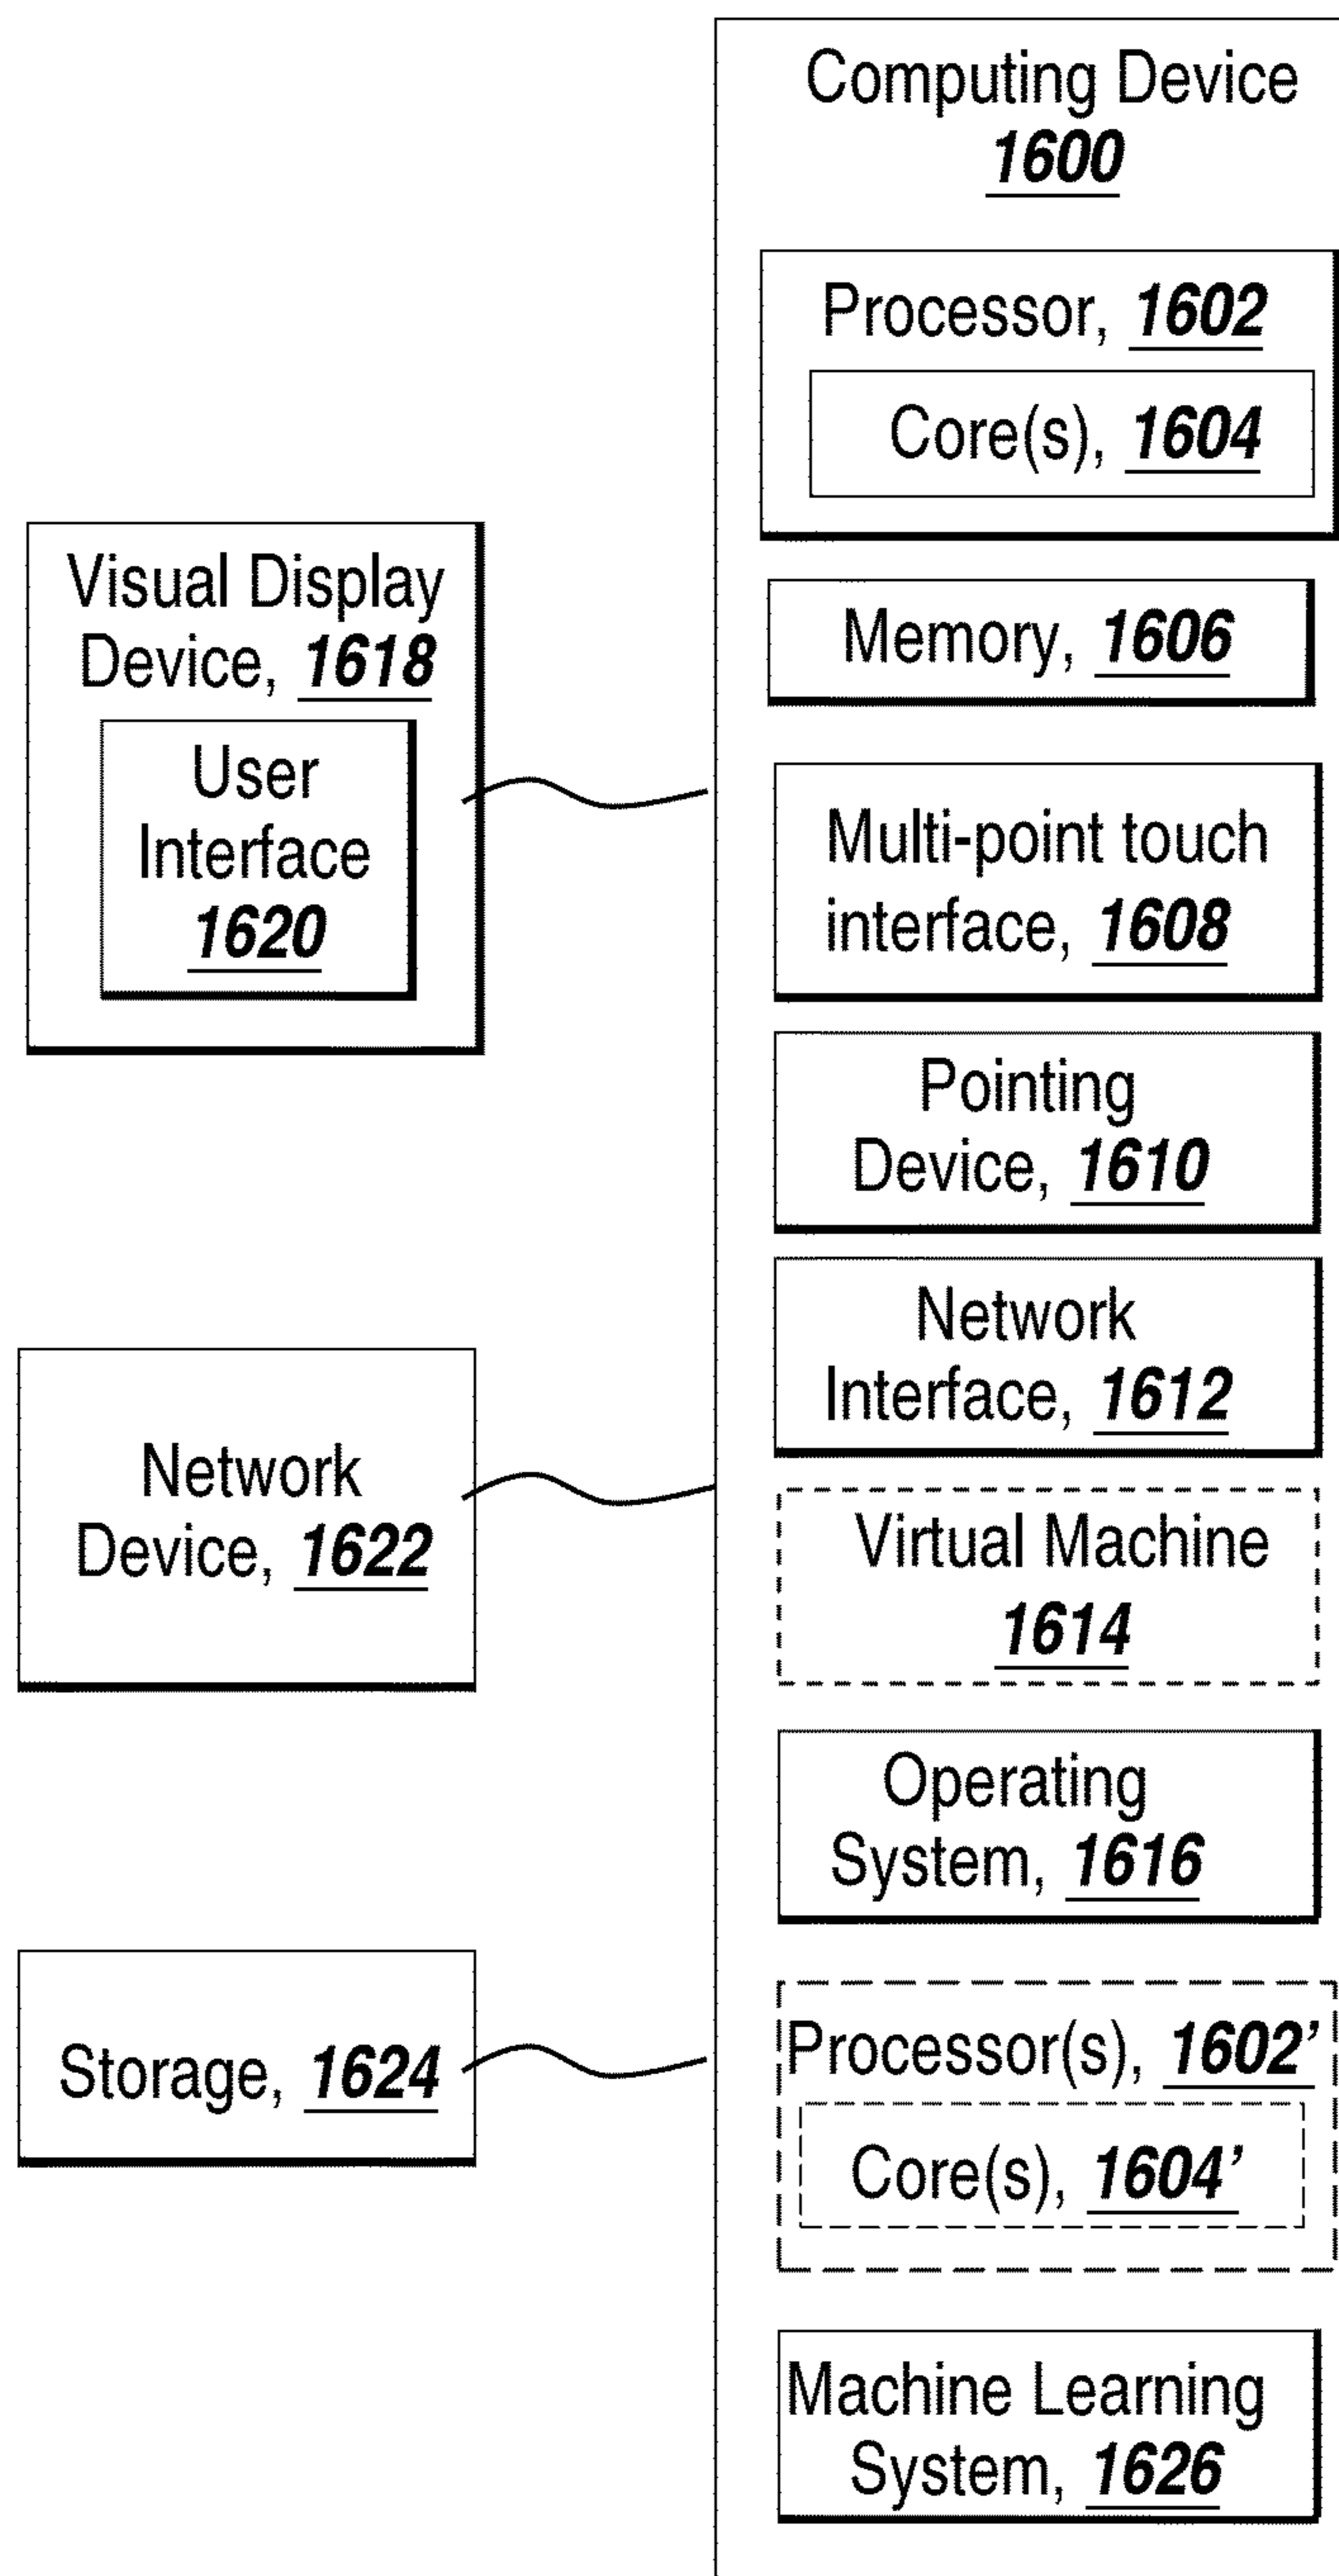 Computing Device
1600
Processor, 1602
Core(s), 1604
Memory, 1606
Multi-point touch
interface, 1608
Pointing
Device, 1610
Network
Interface, 1612
Virtual Machine
1614
Operating
System, 1616
Processor(s), 1602’
Core(s), 1604’
Machine Learning
System, 1626
Visual Display
Device, 1618
User
Interface
1620
Network
Device, 1622
Storage, 1624